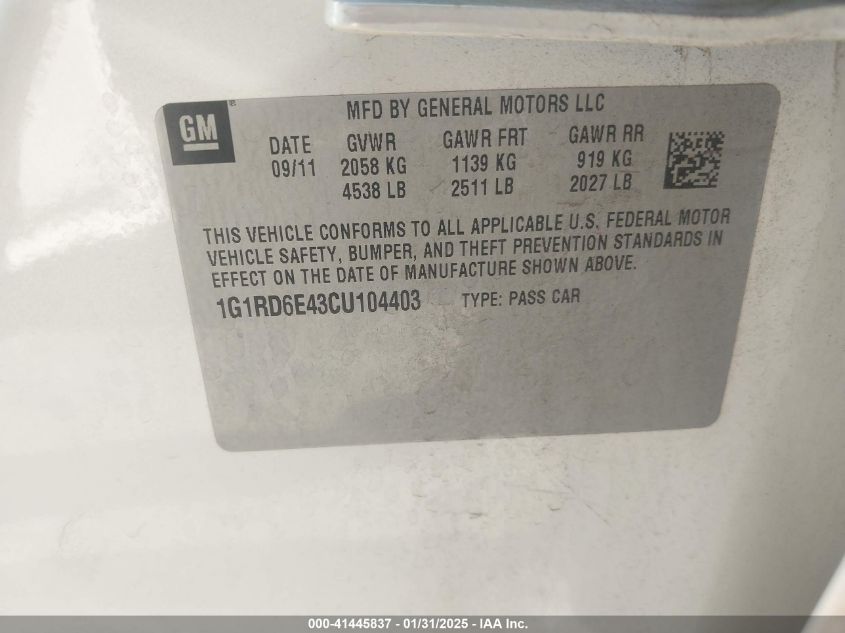 GM
MFD BY GENERAL MOTORS LLC
DATE GVWR GAWR FRT GAWR RR
09/11 2058 KG 1139 KG 919 KG
4538 LB 2511 LB 2027 LB
THIS VEHICLE CONFORMS TO ALL APPLICABLE U.S. FEDERAL MOTOR
VEHICLE SAFETY, BUMPER, AND THEFT PREVENTION STANDARDS IN
EFFECT ON THE DATE OF MANUFACTURE SHOWN ABOVE.
1G1RD6E43CU104403 TYPE: PASS CAR
000-41445837 - 01/31/2025 - IAA Inc.